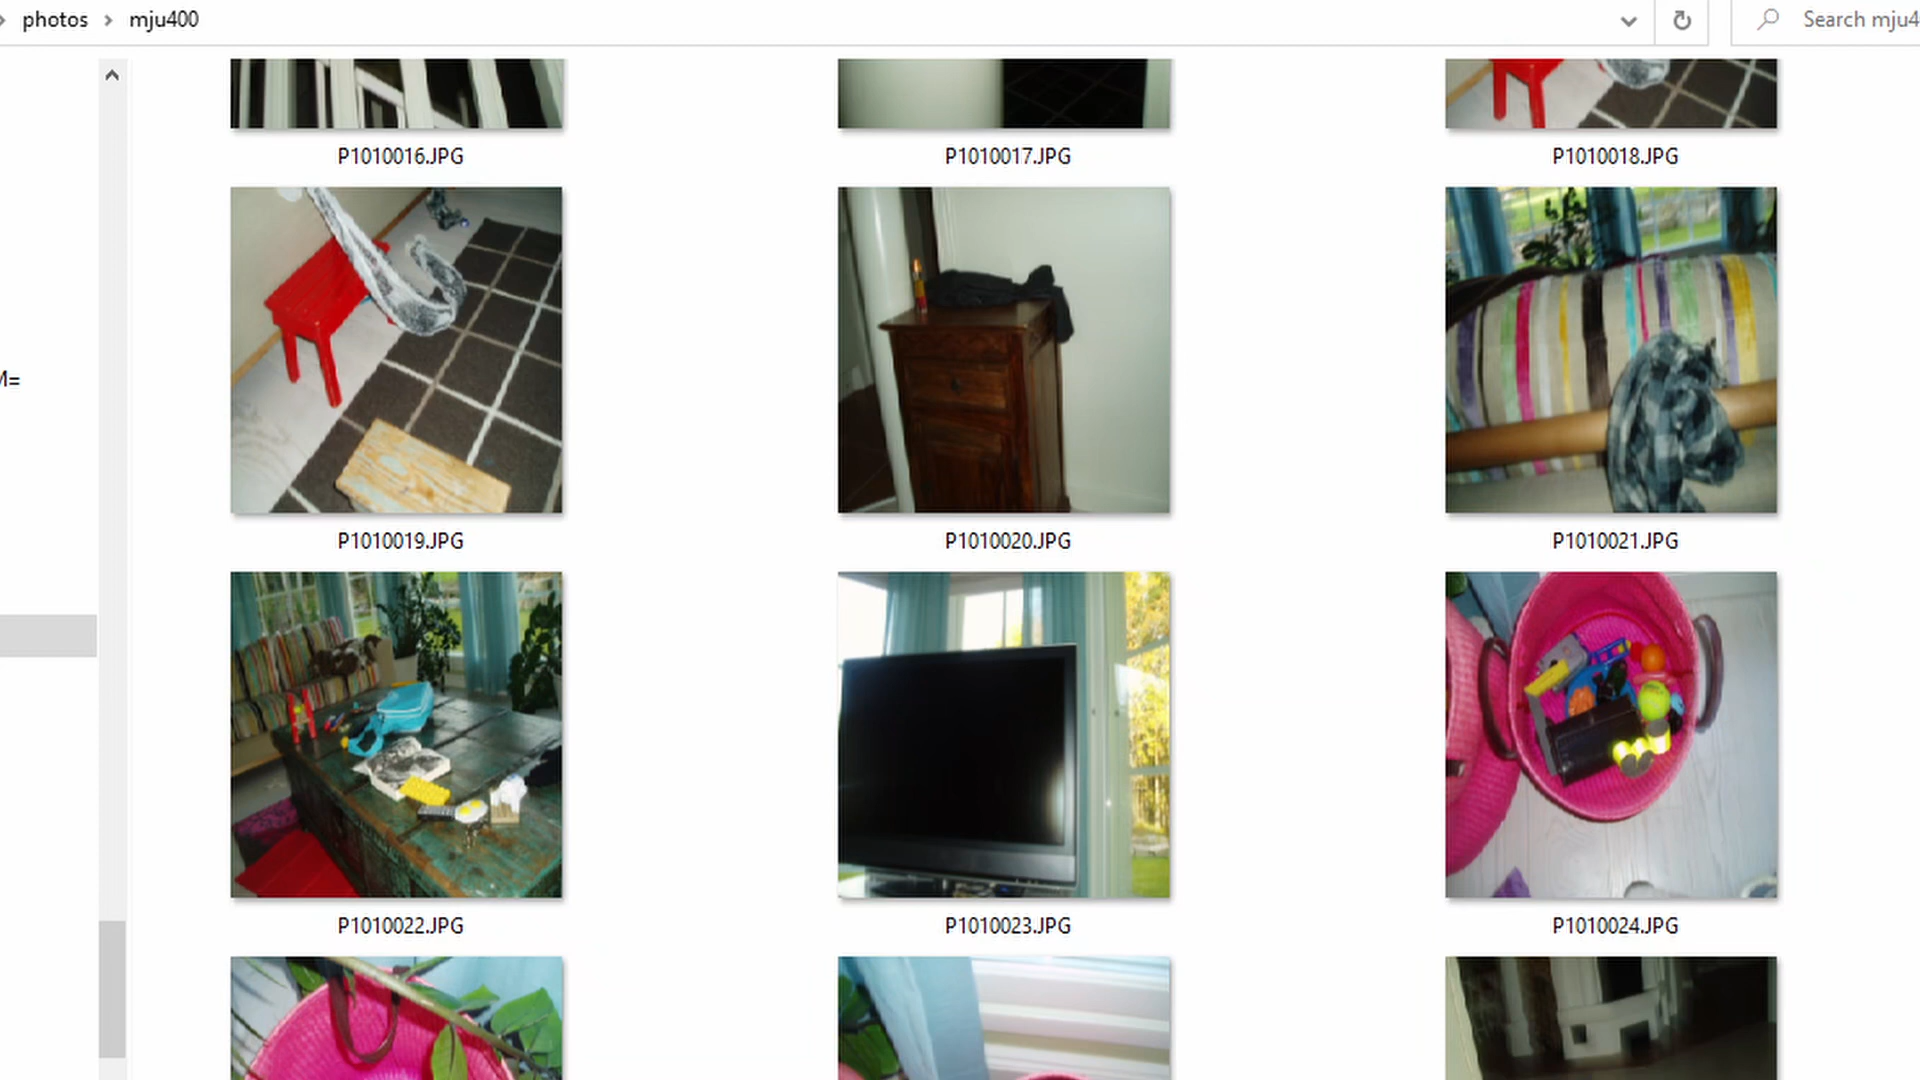 photos > mju400
Search mju4
P1010016.JPG
P1010017.JPG
P1010018.JPG
M=
P1010019.JPG
P1010020.JPG
P1010021.JPG
P1010022.JPG
P1010023.JPG
P1010024.JPG